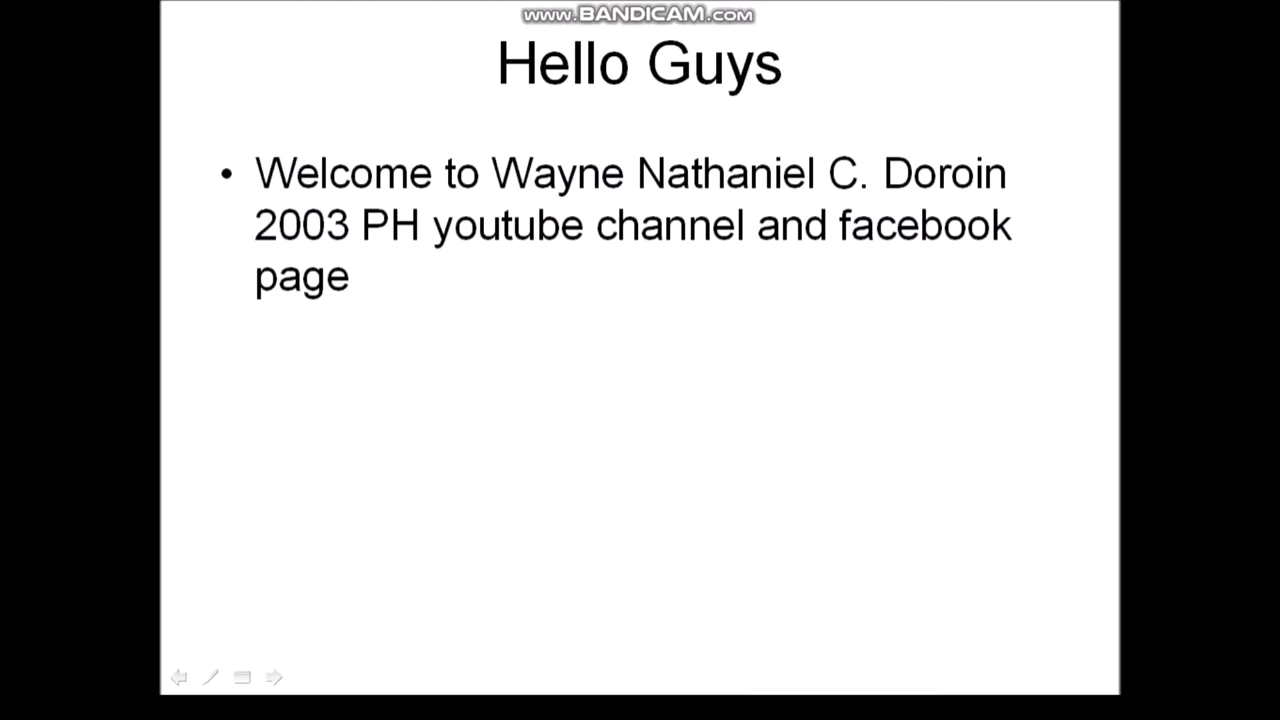 www.BANDICAM.com
Hello Guys
• Welcome to Wayne Nathaniel C. Doroin
2003 PH youtube channel and facebook
page